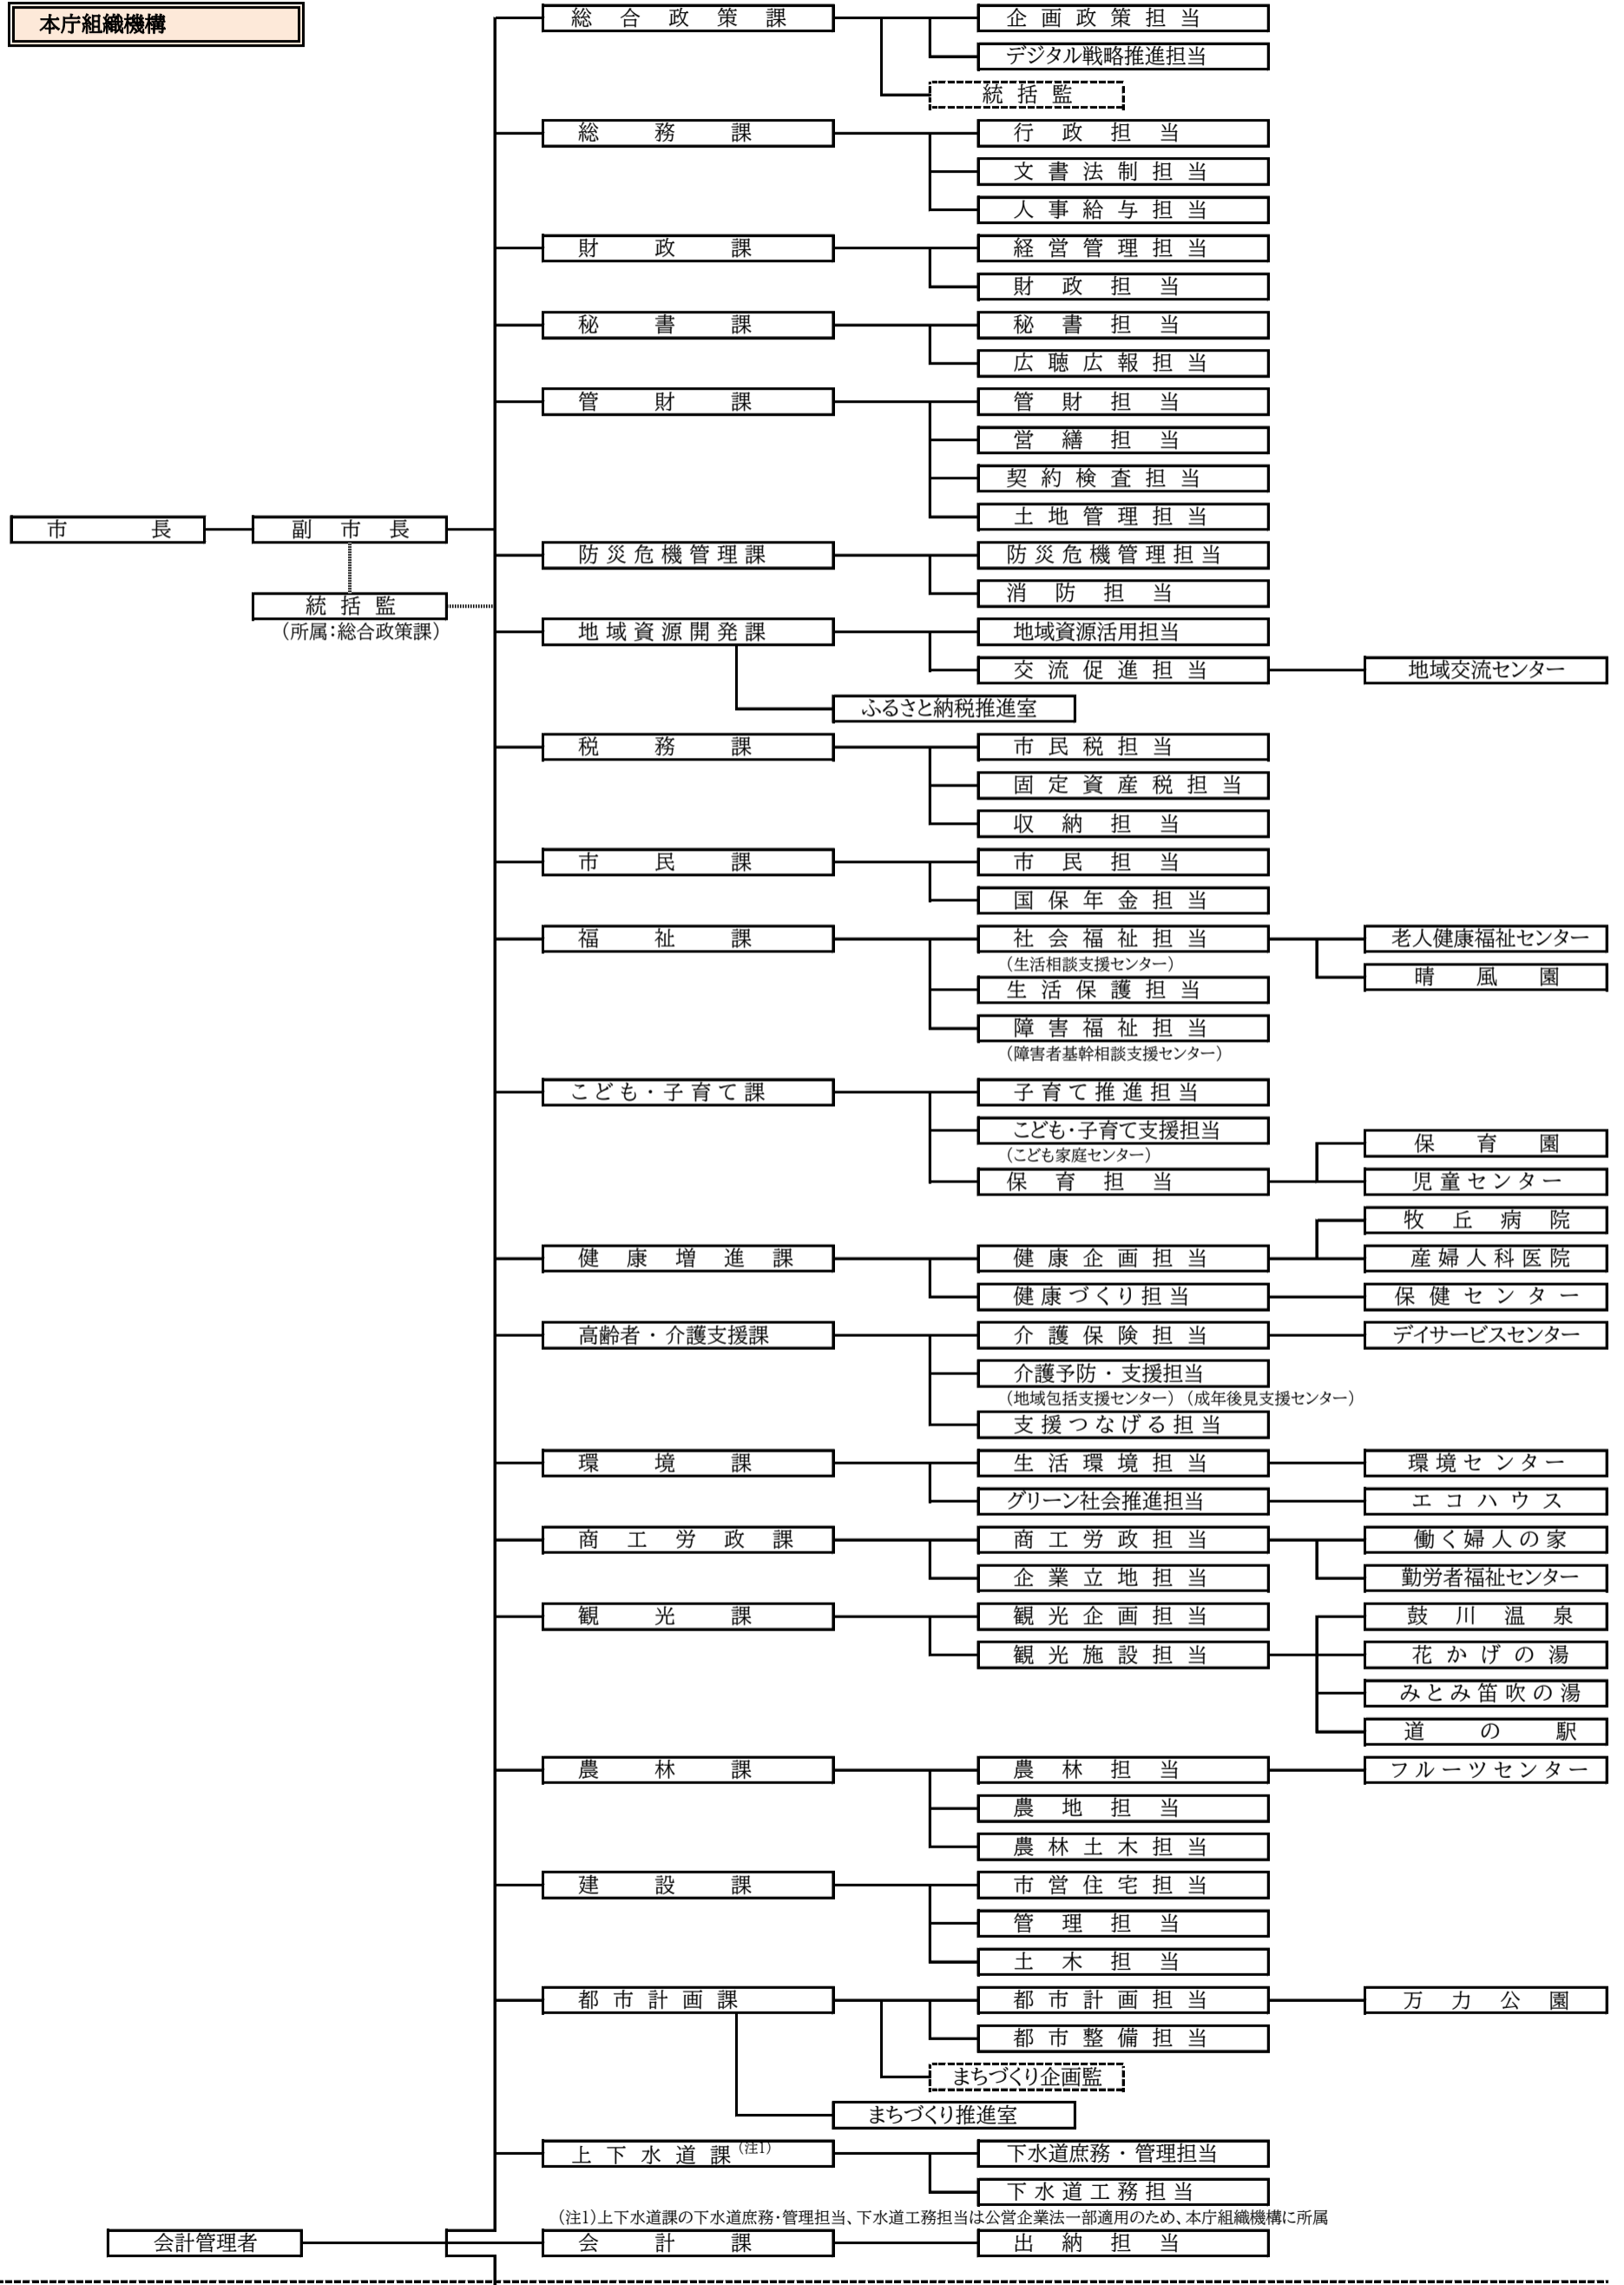 本庁組織機構
総合政策課
企画政策担当
デジタル戦略推進担当
統括監
総務課
行政担当
文書法制担当
人事給与担当
財政課
経営管理担当
財政担当
秘書課
秘書担当
広聴広報担当
管財課
管財担当
営繕担当
契約検査担当
土地管理担当
市長
副市長
統括監
（所属：総合政策課）
防災危機管理課
防災危機管理担当
消防担当
地域資源開発課
地域資源活用担当
交流促進担当
地域交流センター
ふるさと納税推進室
税務課
市民税担当
固定資産税担当
収納担当
市民課
市民担当
国保年金担当
福祉課
社会福祉担当
老人健康福祉センター
（生活相談支援センター）
晴風園
生活保護担当
障害福祉担当
（障害者基幹相談支援センター）
こども・子育て課
子育て推進担当
こども・子育て支援担当
（こども家庭センター）
保育園
保育担当
児童センター
牧丘病院
健康増進課
健康企画担当
産婦人科医院
健康づくり担当
保健センター
高齢者・介護支援課
介護保険担当
デイサービスセンター
介護予防・支援担当
（地域包括支援センター）（成年後見支援センター）
支援つなげる担当
環境課
生活環境担当
環境センター
グリーン社会推進担当
エコハウス
商工労政課
商工労政担当
働く婦人の家
企業立地担当
勤労者福祉センター
観光課
観光企画担当
鼓川温泉
観光施設担当
花かげの湯
みとみ笛吹の湯
道の駅
農林課
農林担当
フルーツセンター
農地担当
農林土木担当
建設課
市営住宅担当
管理担当
土木担当
都市計画課
都市計画担当
万力公園
都市整備担当
まちづくり企画監
まちづくり推進室
上下水道課（注1）
下水道庶務・管理担当
下水道工務担当
（注1）上下水道課の下水道庶務・管理担当、下水道工務担当は公営企業法一部適用のため、本庁組織機構に所属
会計管理者
会計課
出納担当